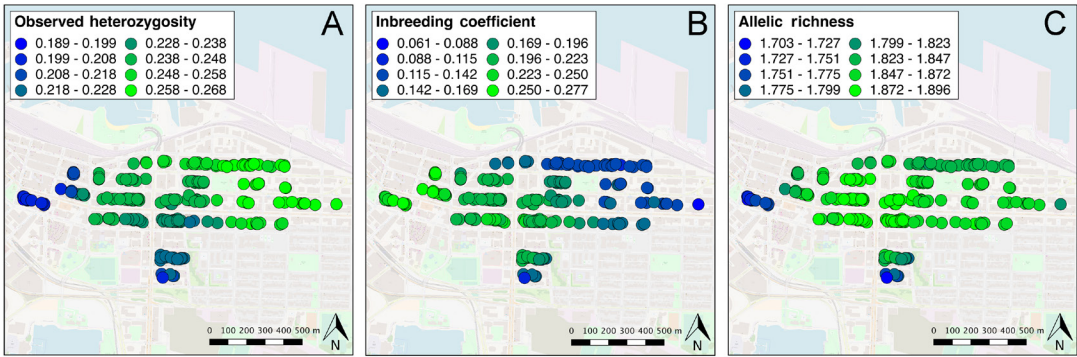 Observed heterozygosity
A
0.189 - 0.199 0.228 - 0.238
0.199 - 0.208 0.238 - 0.248
0.208 - 0.218 0.248 - 0.258
0.218 - 0.228 0.258 - 0.268
0 100 200 300 400 500 m
N
Inbreeding coefficient
B
0.061 - 0.088 0.169 - 0.196
0.088 - 0.115 0.196 - 0.223
0.115 - 0.142 0.223 - 0.250
0.142 - 0.169 0.250 - 0.277
0 100 200 300 400 500 m
N
Allelic richness
C
1.703 - 1.727 1.799 - 1.823
1.727 - 1.751 1.823 - 1.847
1.751 - 1.775 1.847 - 1.872
1.775 - 1.799 1.872 - 1.896
0 100 200 300 400 500 m
N